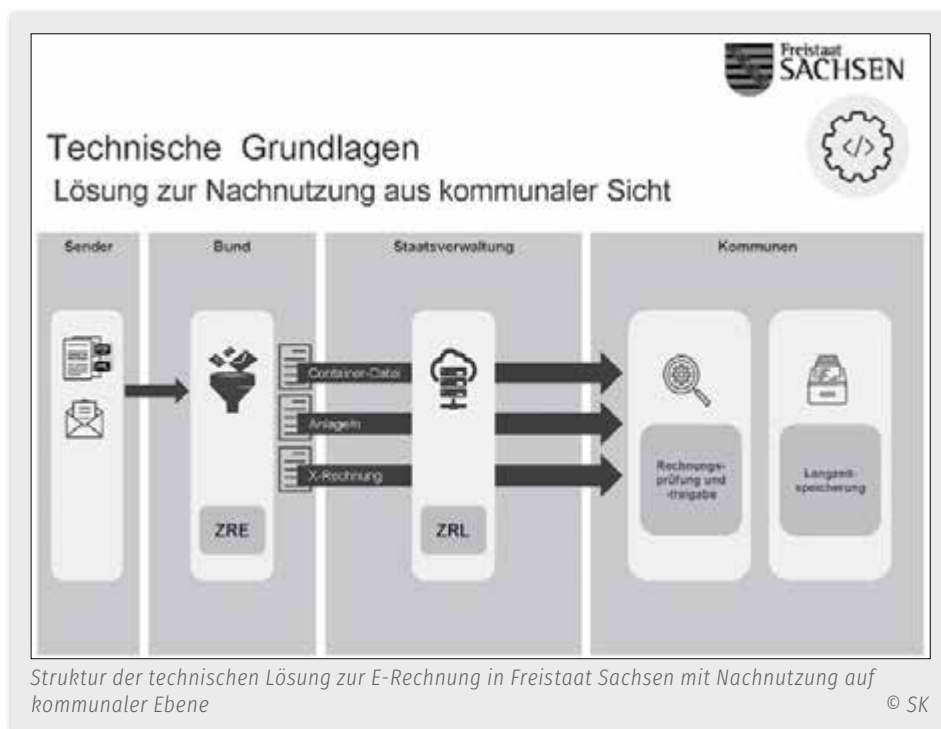 Freistaat
SACHSEN
</>
Technische Grundlagen
Lösung zur Nachnutzung aus kommunaler Sicht
Sender
Bund
Staatsverwaltung
Kommunen
Container-Datei
Anlage/n
X-Rechnung
ZRE
ZRL
Rechnungs-
prüfung und
-freigabe
Langzeit-
speicherung
Struktur der technischen Lösung zur E-Rechnung in Freistaat Sachsen mit Nachnutzung auf
kommunaler Ebene
© SK